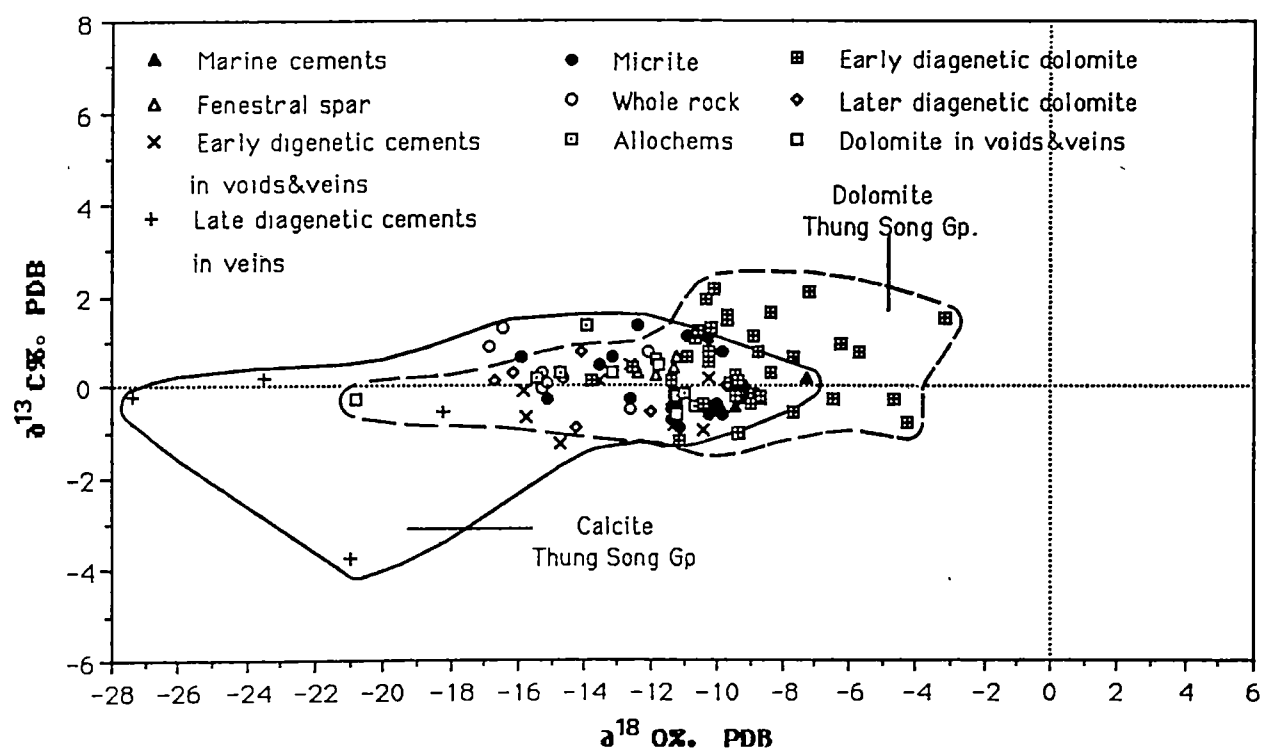 Marine cements
Fenestral spar
Early digenetic cements
in voids&veins
Late diagenetic cements
in veins
Micrite
Whole rock
Allochems
Early diagenetic dolomite
Later diagenetic dolomite
Dolomite in voids&veins
Dolomite
Thung Song Gp.
Calcite
Thung Song Gp
∂13 C%. PDB
8
6
4
2
0
-2
-4
-6
-28 -26 -24 -22 -20 -18 -16 -14 -12 -10 -8 -6 -4 -2 0 2 4 6
∂18 O%. PDB